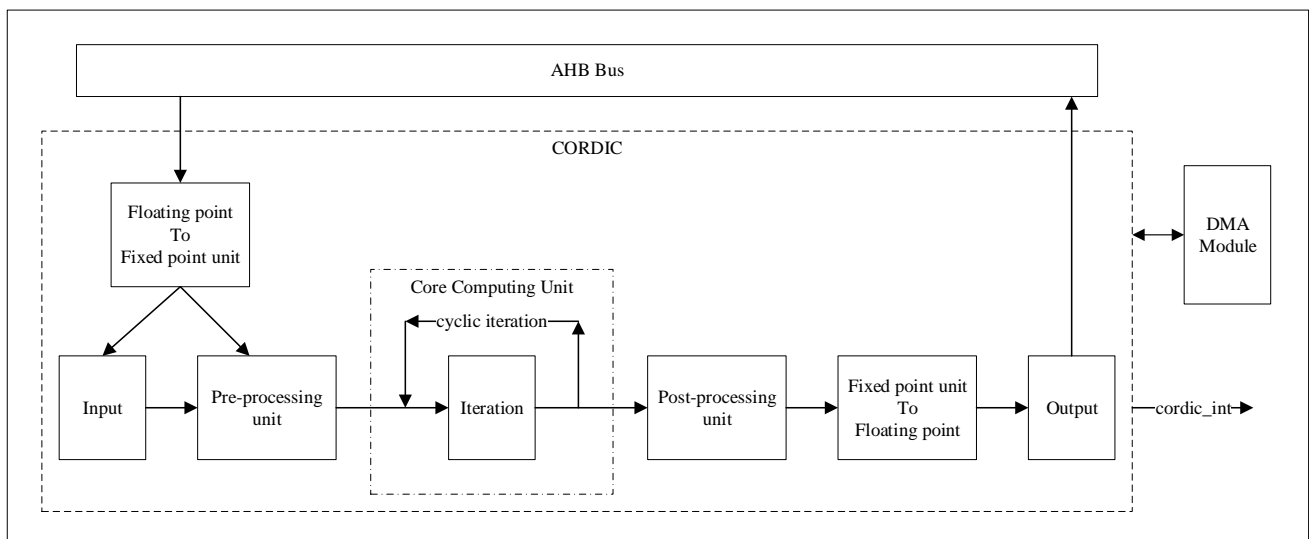 AHB Bus
CORDIC
Floating point
To
Fixed point unit
DMA
Module
Core Computing Unit
cyclic iteration
Input
Pre-processing
unit
Iteration
Post-processing
unit
Fixed point unit
To
Floating point
Output
cordic_int